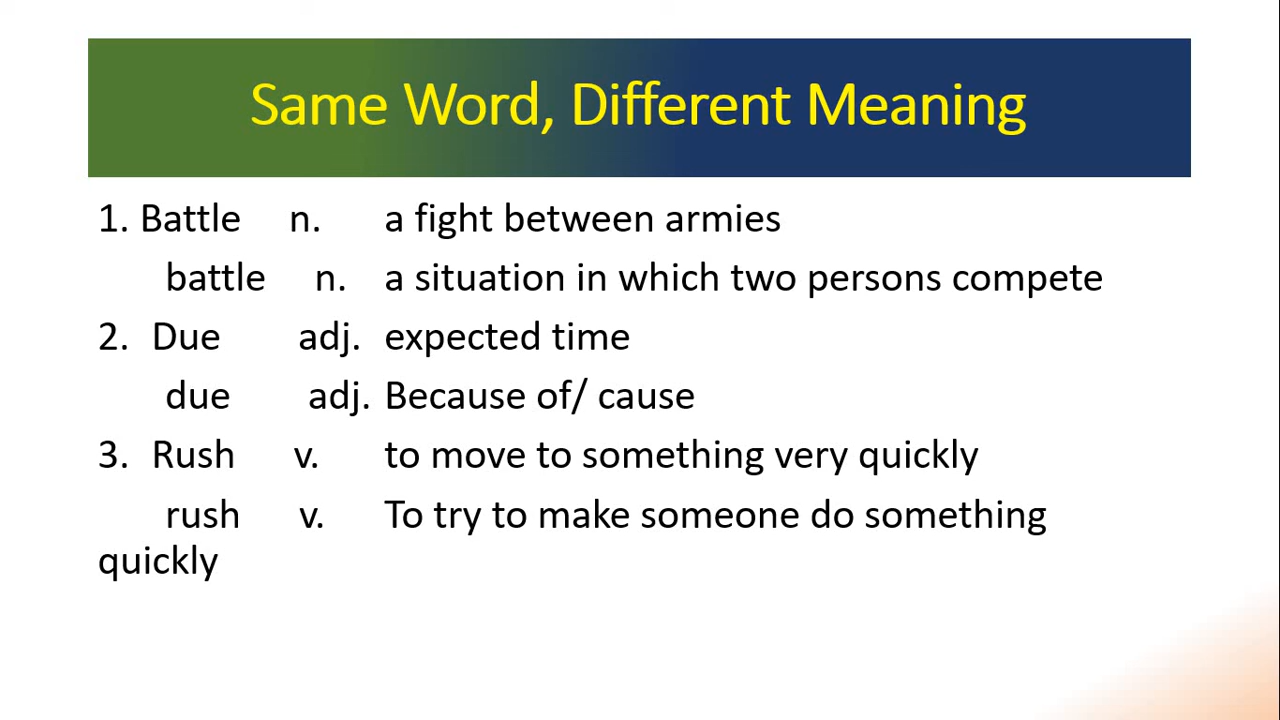 Same Word, Different Meaning
1. Battle n. a fight between armies
battle n. a situation in which two persons compete
2. Due adj. expected time
due adj. Because of/ cause
3. Rush v. to move to something very quickly
rush v. To try to make someone do something
quickly